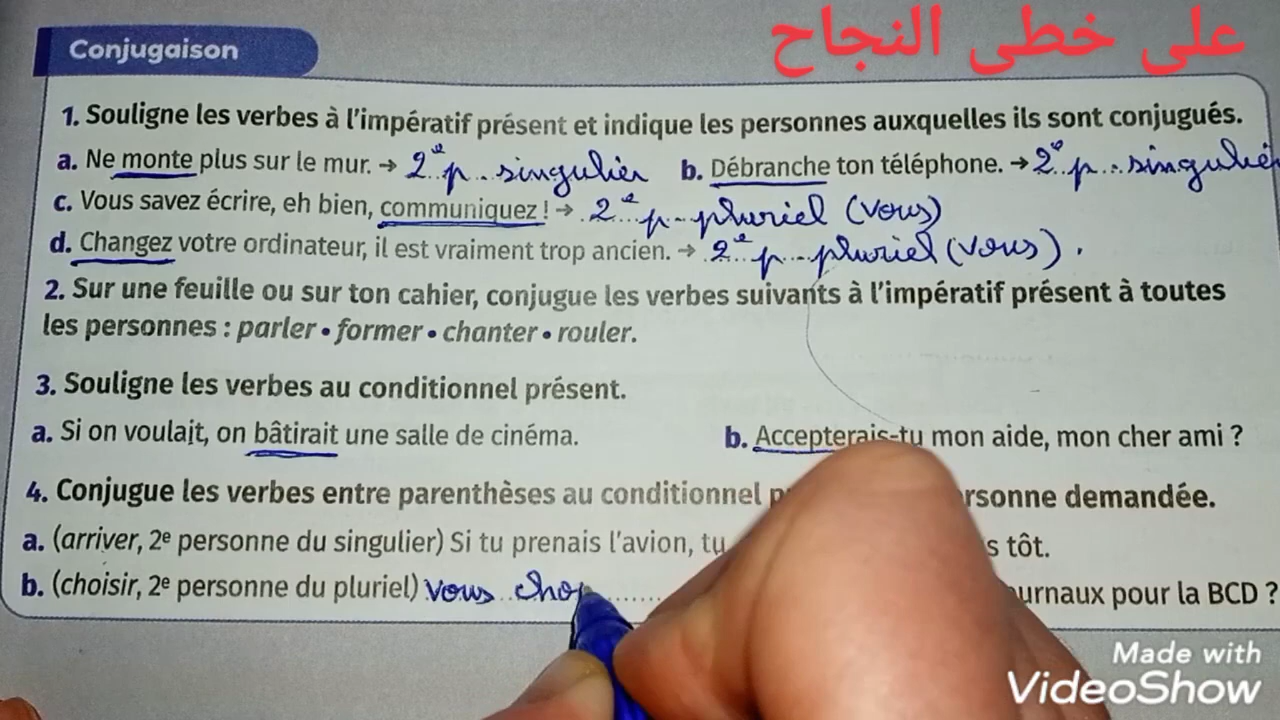 على خطى النجاح
Conjugaison
1. Souligne les verbes à l'impératif présent et indique les personnes auxquelles ils sont conjugués.
a. Ne monte plus sur le mur. → 2e p. singulier b. Débranche ton téléphone. → 2e p. singulier
c. Vous savez écrire, eh bien, communiquez ! → 2e p. pluriel (vous)
d. Changez votre ordinateur, il est vraiment trop ancien. → 2e p. pluriel (vous).
2. Sur une feuille ou sur ton cahier, conjugue les verbes suivants à l'impératif présent à toutes
les personnes : parler • former • chanter • rouler.
3. Souligne les verbes au conditionnel présent.
a. Si on voulait, on bâtirait une salle de cinéma. b. Accepterais-tu mon aide, mon cher ami ?
4. Conjugue les verbes entre parenthèses au conditionnel demandée.
a. (arriver, 2e personne du singulier) Si tu prenais l'avion, tu tôt.
b. (choisir, 2e personne du pluriel) vous pour la BCD ?
Made with
VideoShow